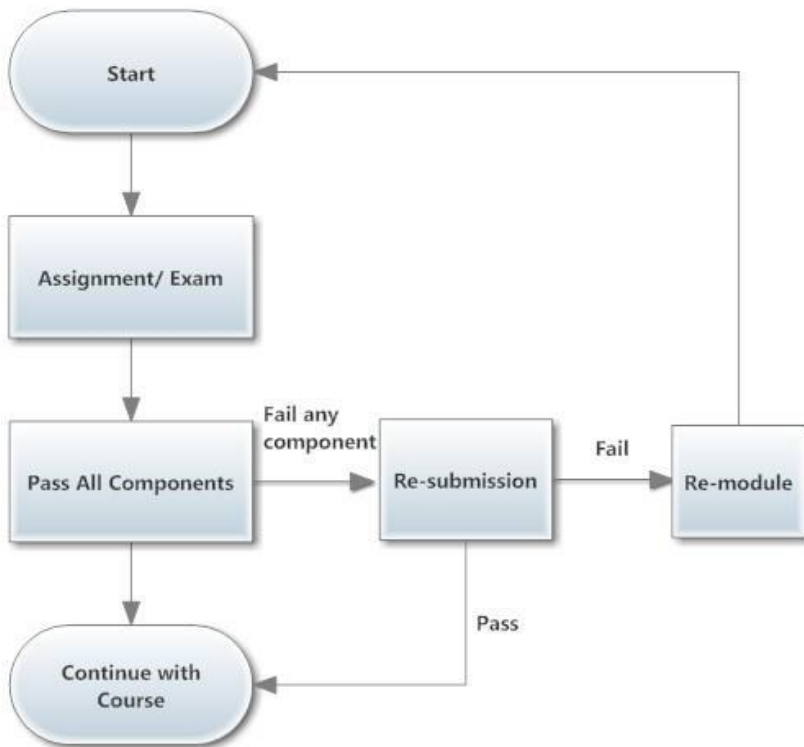 Start
Assignment/ Exam
Fail any
component
Pass All Components
Re-submission
Fail
Re-module
Pass
Continue with
Course